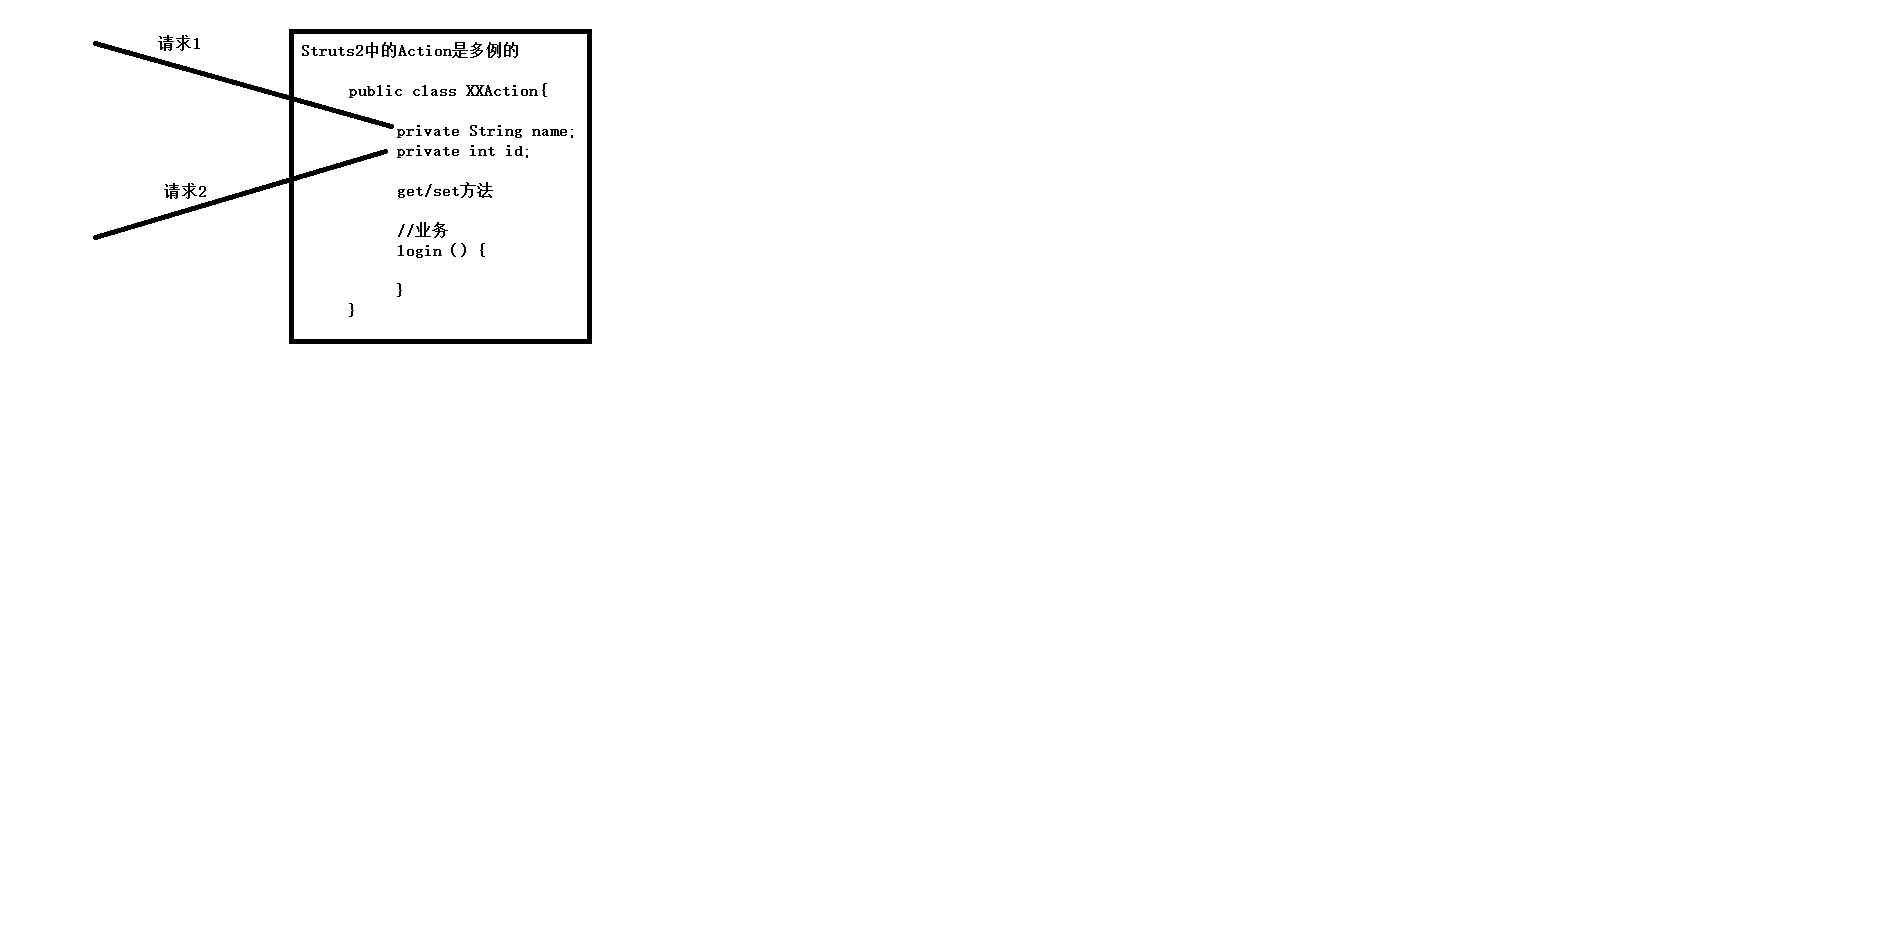 请求1
Struts2中的Action是多例的
public class XXAction{
private String name;
private int id;
请求2
get/set方法
//业务
login（）{
}
}